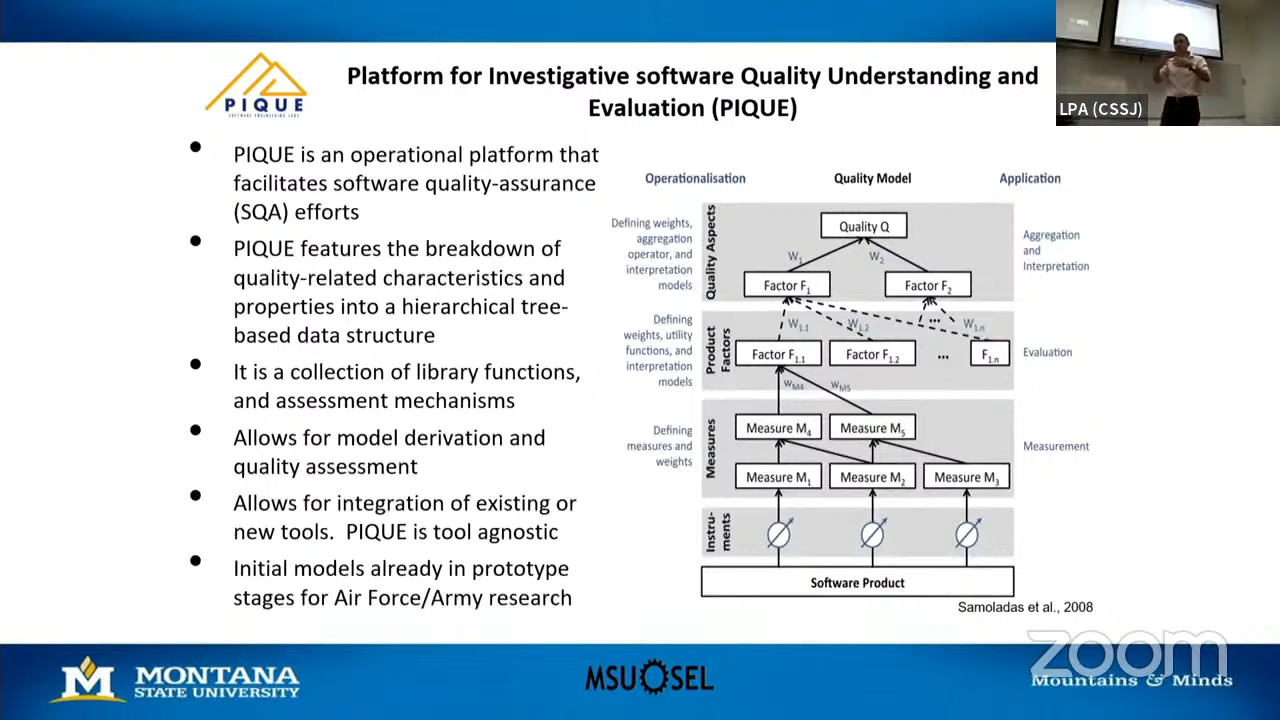 LPA (CSSJ)
PIQUE
SOFTWARE ENGINEERING LABS
Platform for Investigative software Quality Understanding and
Evaluation (PIQUE)
• PIQUE is an operational platform that
facilitates software quality-assurance
(SQA) efforts
• PIQUE features the breakdown of
quality-related characteristics and
properties into a hierarchical tree-
based data structure
• It is a collection of library functions,
and assessment mechanisms
• Allows for model derivation and
quality assessment
• Allows for integration of existing or
new tools.  PIQUE is tool agnostic
• Initial models already in prototype
stages for Air Force/Army research
Operationalisation
Quality Model
Application
Defining weights,
aggregation
operator, and
interpretation
models
Quality Aspects
Quality Q
W1
W2
Factor F1
Factor F2
Aggregation
and
Interpretation
Defining
weights, utility
functions, and
interpretation
models
Product
Factors
W1.1
W1.2
...
W1.n
Factor F1.1
Factor F1.2
...
F1.n
Evaluation
wM4
wM5
Defining
measures and
weights
Measures
Measure M4
Measure M5
Measure M1
Measure M2
Measure M3
Measurement
Instru-
ments
Software Product
Samoladas et al., 2008
M
MONTANA
STATE UNIVERSITY
MSU SEL
zoom
Mountains & Minds